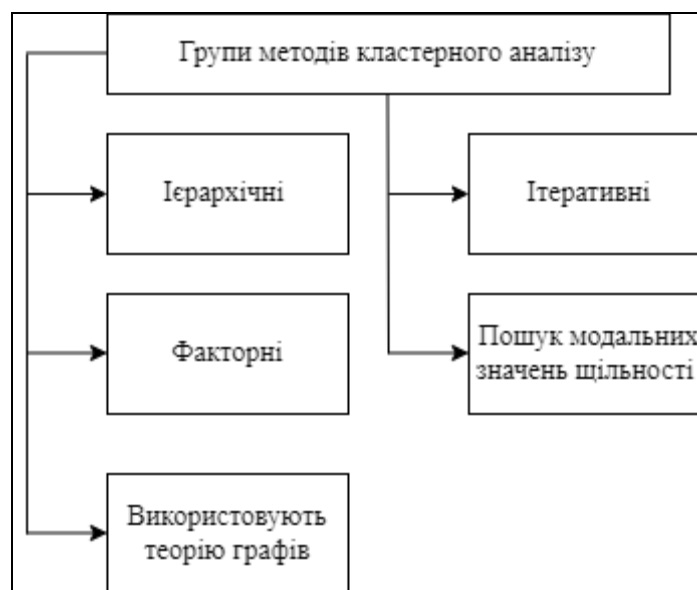 Групи методів кластерного аналізу
Ієрархічні
Ітеративні
Факторні
Пошук модальних
значень щільності
Використовують
теорію графів